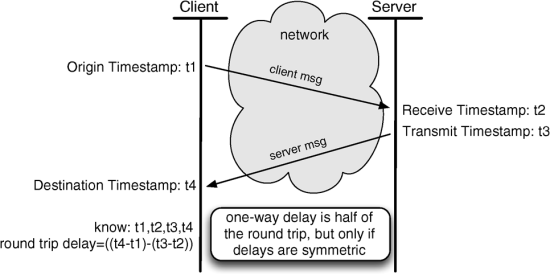 Client
Server
network
Origin Timestamp: t1
client msg
Receive Timestamp: t2
Transmit Timestamp: t3
server msg
Destination Timestamp: t4
know: t1,t2,t3,t4
round trip delay=((t4-t1)-(t3-t2))
one-way delay is half of
the round trip, but only if
delays are symmetric